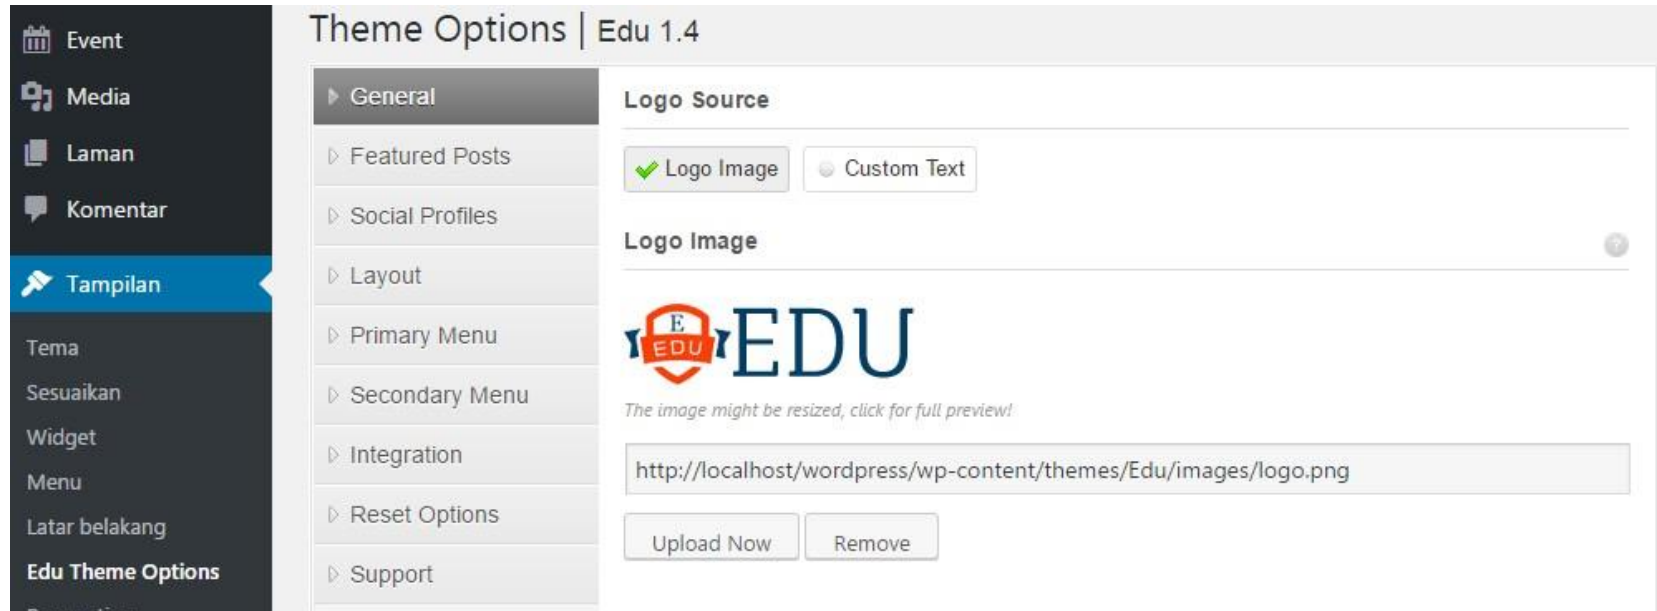 Event
Media
Laman
Komentar
Tampilan
Tema
Sesuaikan
Widget
Menu
Latar belakang
Edu Theme Options
Theme Options | Edu 1.4
General
Featured Posts
Social Profiles
Layout
Primary Menu
Secondary Menu
Integration
Reset Options
Support
Logo Source
Logo Image
Custom Text
Logo Image
?
E
EDU
EDU
The image might be resized, click for full preview!
http://localhost/wordpress/wp-content/themes/Edu/images/logo.png
Upload Now
Remove